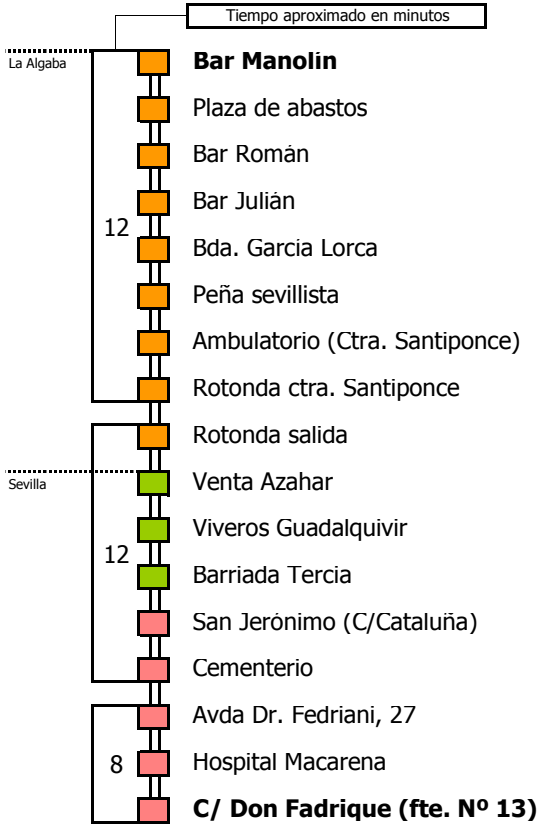 Tiempo aproximado en minutos
La Algaba
Bar Manolín
Plaza de abastos
Bar Román
Bar Julián
12
Bda. García Lorca
Peña sevillista
Ambulatorio (Ctra. Santiponce)
Rotonda ctra. Santiponce
Rotonda salida
Sevilla
Venta Azahar
Viveros Guadalquivir
12
Barriada Tercia
San Jerónimo (C/Cataluña)
Cementerio
Avda Dr. Fedriani, 27
8
Hospital Macarena
C/ Don Fadrique (fte. Nº 13)